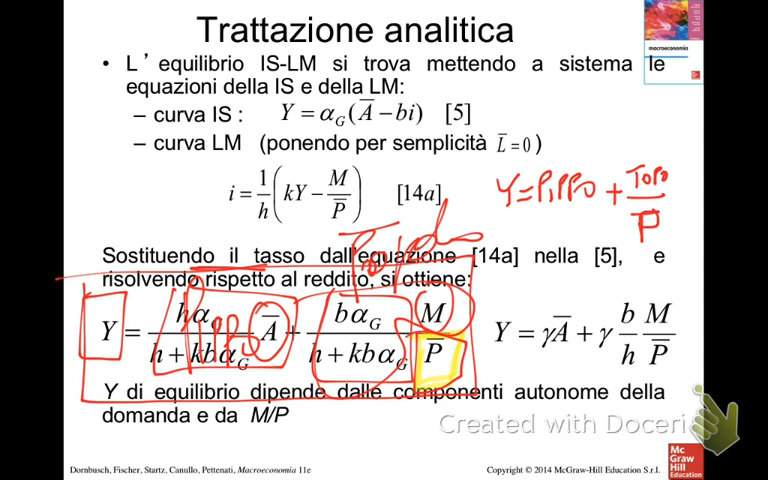 Trattazione analitica
macroeconomia
• L'equilibrio IS-LM si trova mettendo a sistema le
equazioni della IS e della LM:
– curva IS : Y = α_G (A̅ − bi) [5]
– curva LM (ponendo per semplicità L̅ = 0 )
i = 1/h (kY − M/P̅) [14a]
Y = PIPPO + TOPO/P
Sostituendo il tasso dall'equazione [14a] nella [5], e
risolvendo rispetto al reddito, si ottiene:
Y = hα_G/(h + kbα_G) A̅ + bα_G/(h + kbα_G) M/P̅ Y = γA̅ + γ b/h M/P̅
Y di equilibrio dipende dalle componenti autonome della
domanda e da M/P
Created with Doceri
Mc
Graw
Hill
Education
Dornbusch, Fischer, Startz, Canullo, Pettenati, Macroeconomia 11e
Copyright © 2014 McGraw-Hill Education S.r.l.